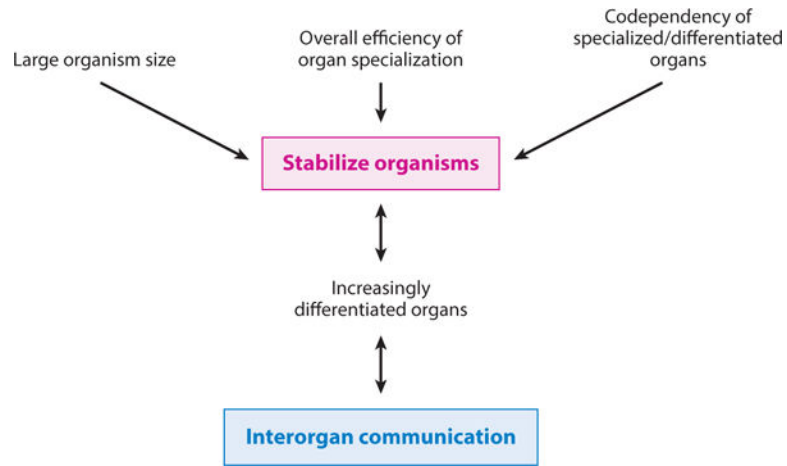 Large organism size
Overall efficiency of
organ specialization
Codependency of
specialized/differentiated
organs
Stabilize organisms
Increasingly
differentiated organs
Interorgan communication